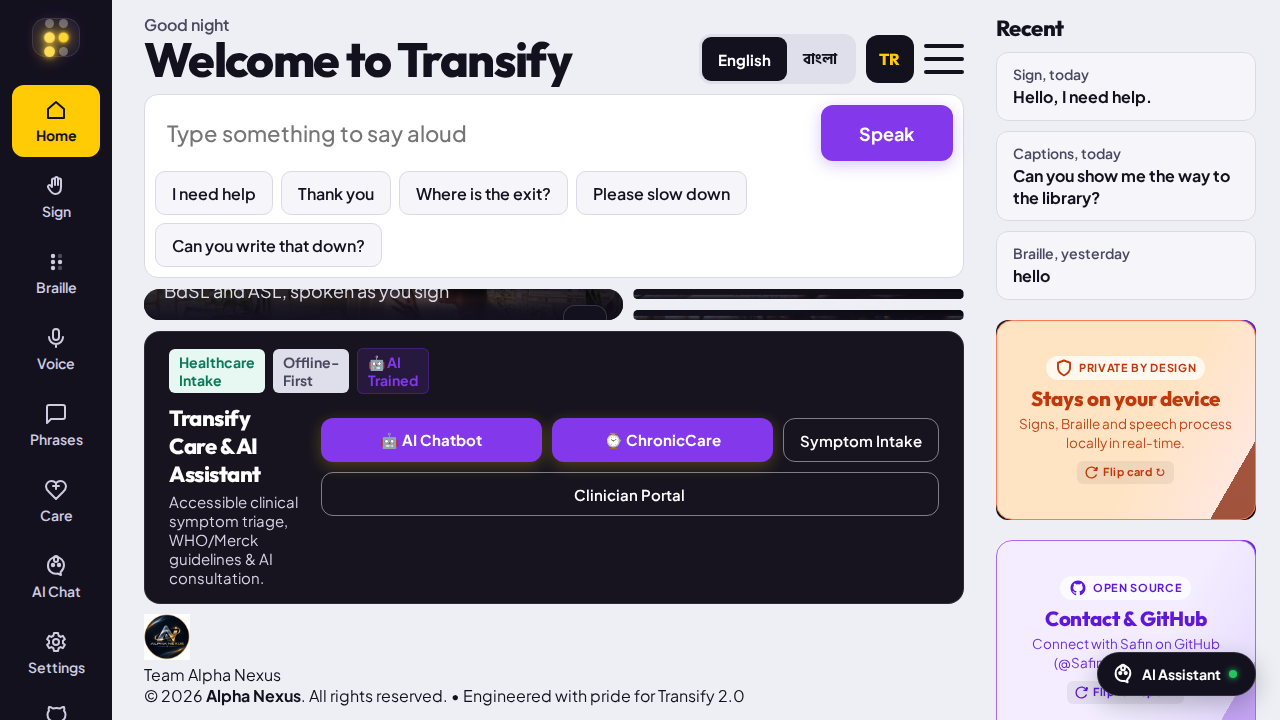 Home
Sign
Braille
Voice
Phrases
Care
AI Chat
Settings
Good night
Welcome to Transify
English
বাংলা
TR
Type something to say aloud
Speak
I need help
Thank you
Where is the exit?
Please slow down
Can you write that down?
BdSL and ASL, spoken as you sign
Healthcare
Intake
Offline-
First
🤖 AI
Trained
Transify
Care & AI
Assistant
Accessible clinical
symptom triage,
WHO/Merck
guidelines & AI
consultation.
🤖 AI Chatbot
⌚ ChronicCare
Symptom Intake
Clinician Portal
Team Alpha Nexus
© 2026 Alpha Nexus. All rights reserved. • Engineered with pride for Transify 2.0
Recent
Sign, today
Hello, I need help.
Captions, today
Can you show me the way to
the library?
Braille, yesterday
hello
PRIVATE BY DESIGN
Stays on your device
Signs, Braille and speech process
locally in real-time.
Flip card ↻
OPEN SOURCE
Contact & GitHub
Connect with Safin on GitHub
AI Assistant